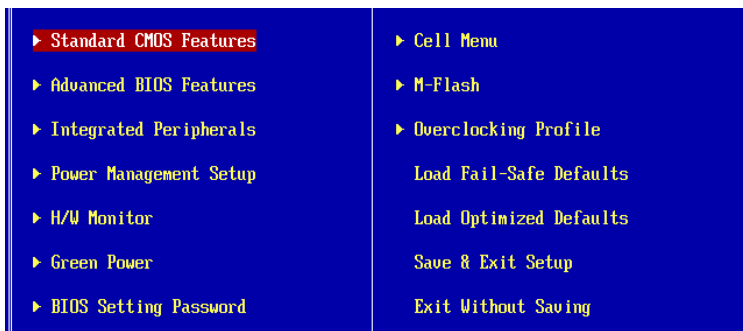 Standard CMOS Features
Advanced BIOS Features
Integrated Peripherals
Power Management Setup
H/W Monitor
Green Power
BIOS Setting Password
Cell Menu
M-Flash
Overclocking Profile
Load Fail-Safe Defaults
Load Optimized Defaults
Save & Exit Setup
Exit Without Saving